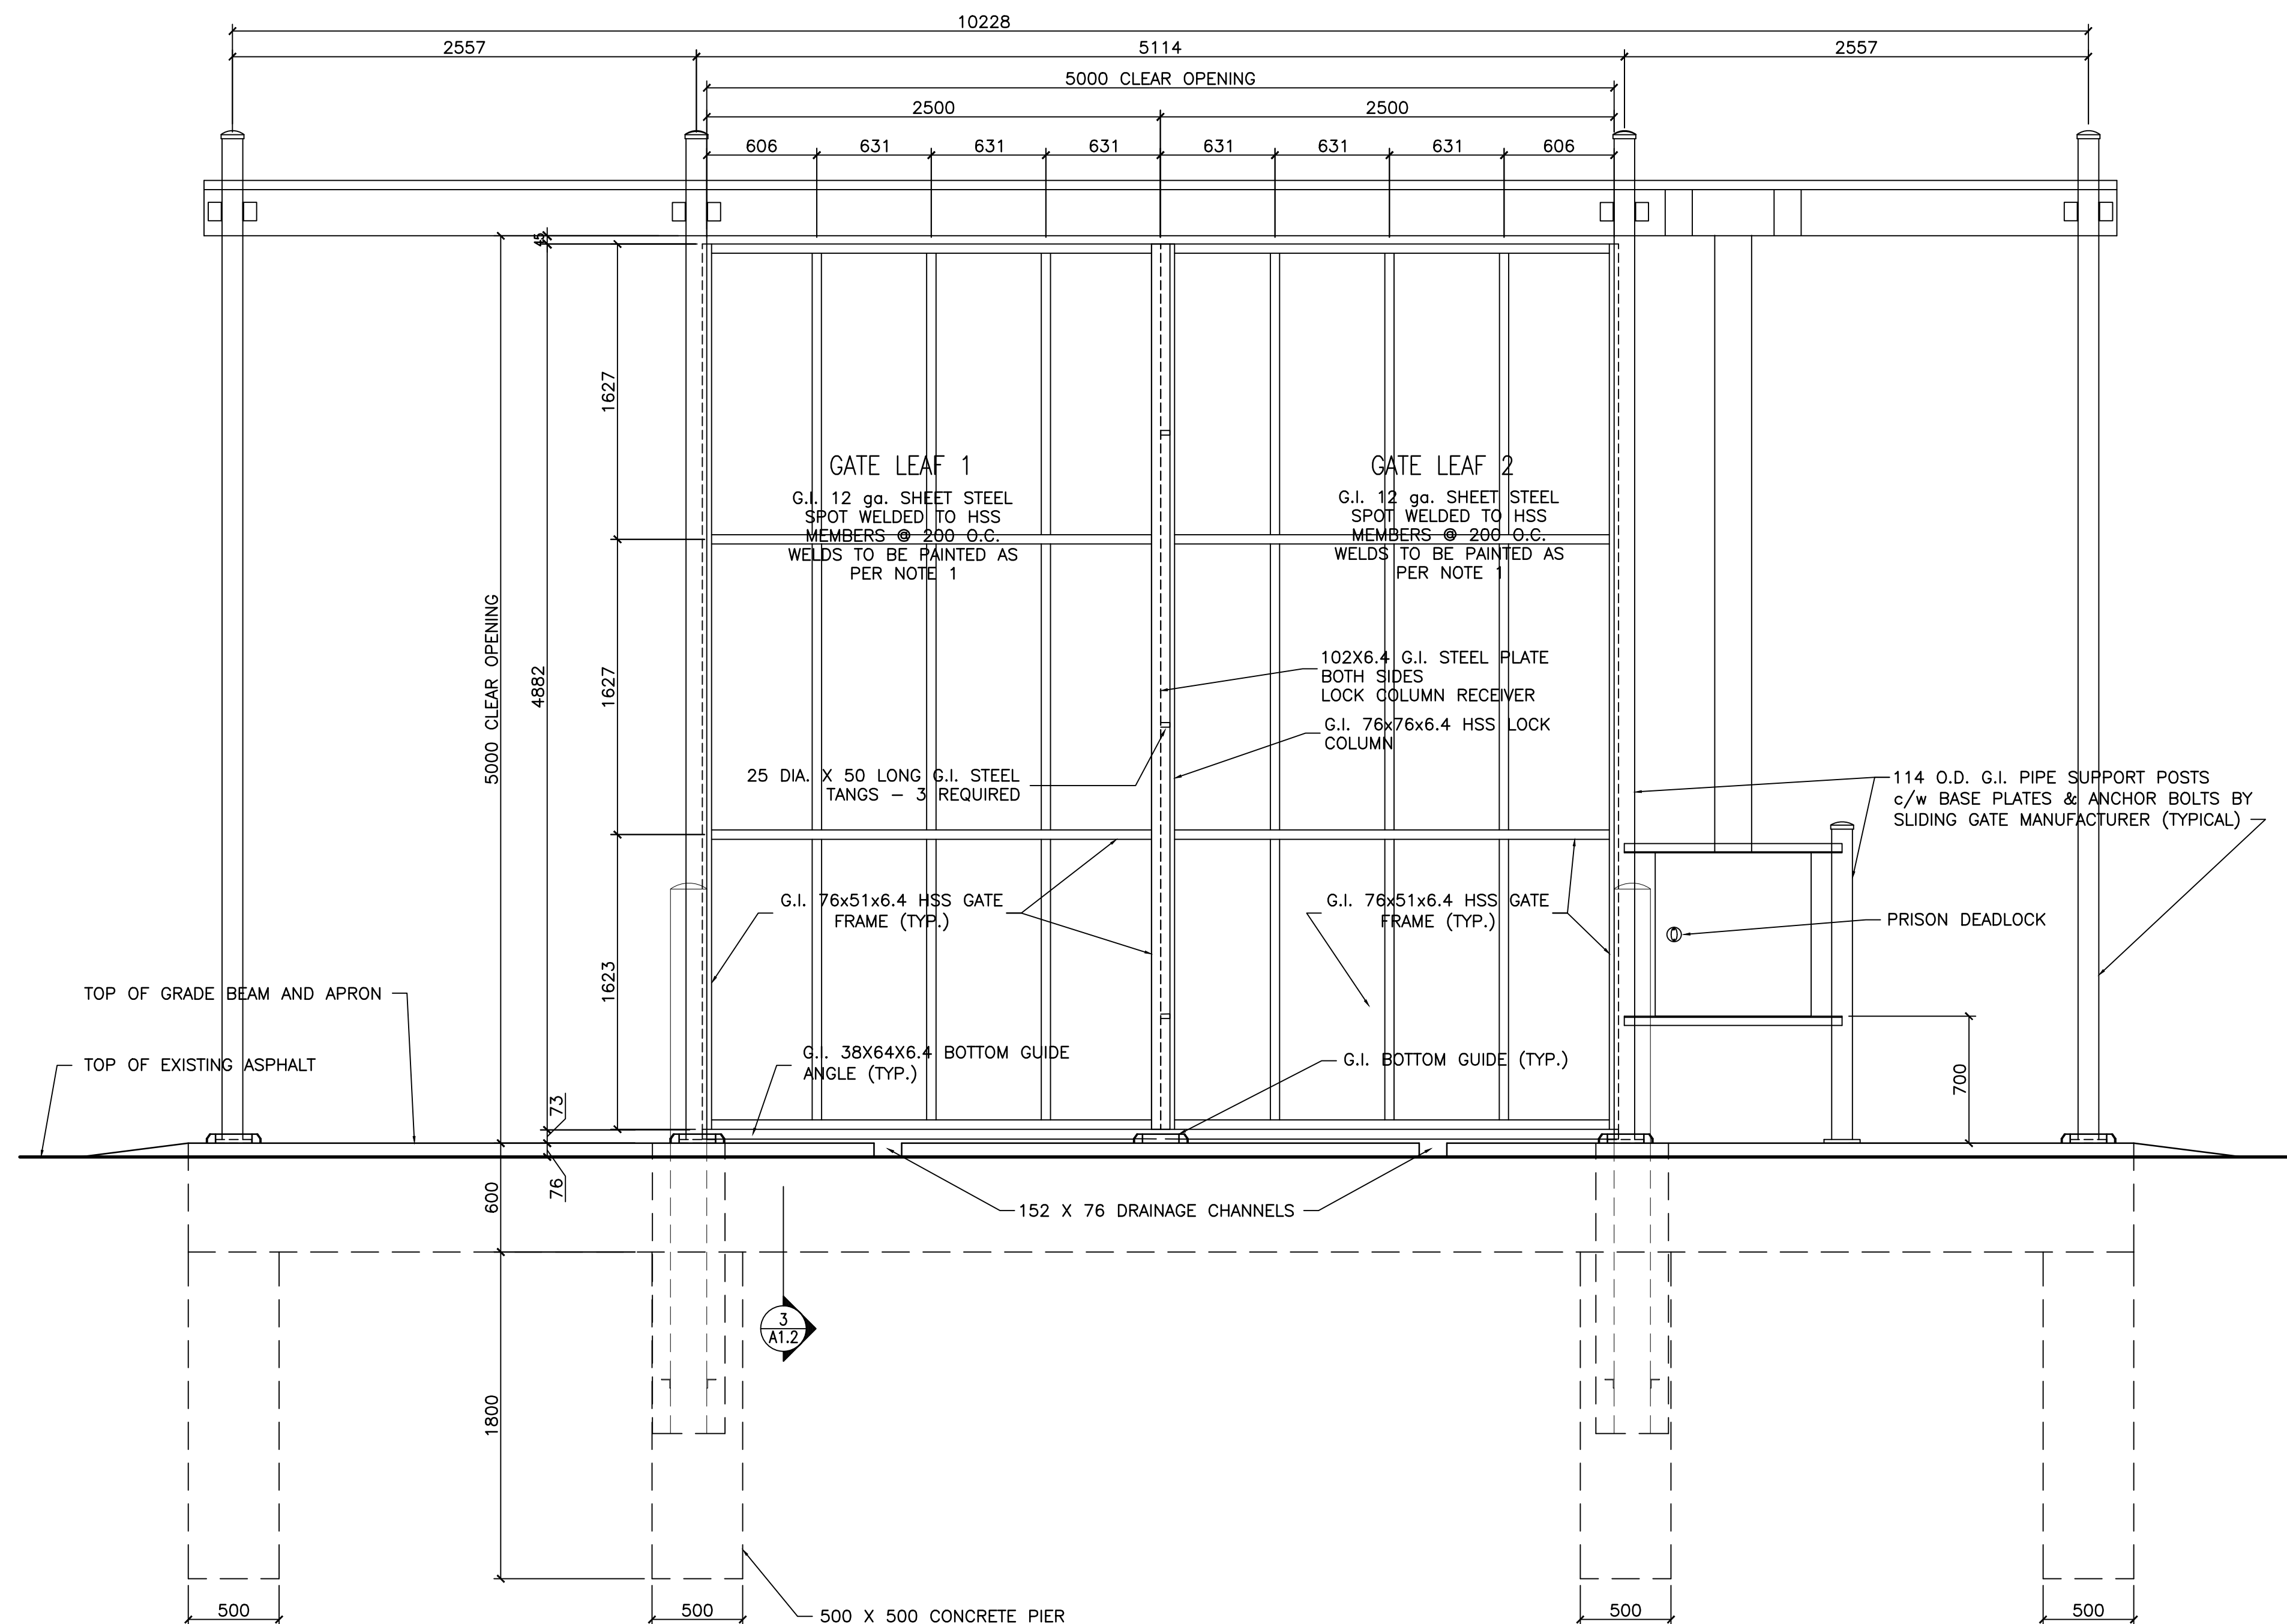 10228
2557
5114
2557
5000 CLEAR OPENING
2500
2500
606
631
631
631
631
631
631
606
45
1627
1627
1623
4882
5000 CLEAR OPENING
GATE LEAF 1
G.I. 12 ga. SHEET STEEL
SPOT WELDED TO HSS
MEMBERS @ 200 O.C.
WELDS TO BE PAINTED AS
PER NOTE 1
GATE LEAF 2
G.I. 12 ga. SHEET STEEL
SPOT WELDED TO HSS
MEMBERS @ 200 O.C.
WELDS TO BE PAINTED AS
PER NOTE 1
102X6.4 G.I. STEEL PLATE
BOTH SIDES
LOCK COLUMN RECEIVER
G.I. 76x76x6.4 HSS LOCK
COLUMN
25 DIA. X 50 LONG G.I. STEEL
TANGS – 3 REQUIRED
114 O.D. G.I. PIPE SUPPORT POSTS
c/w BASE PLATES & ANCHOR BOLTS BY
SLIDING GATE MANUFACTURER (TYPICAL)
G.I. 76x51x6.4 HSS GATE
FRAME (TYP.)
G.I. 76x51x6.4 HSS GATE
FRAME (TYP.)
PRISON DEADLOCK
TOP OF GRADE BEAM AND APRON
TOP OF EXISTING ASPHALT
G.I. 38X64X6.4 BOTTOM GUIDE
ANGLE (TYP.)
G.I. BOTTOM GUIDE (TYP.)
700
73
76
600
152 X 76 DRAINAGE CHANNELS
3
A1.2
1800
500
500
500 X 500 CONCRETE PIER
500
500